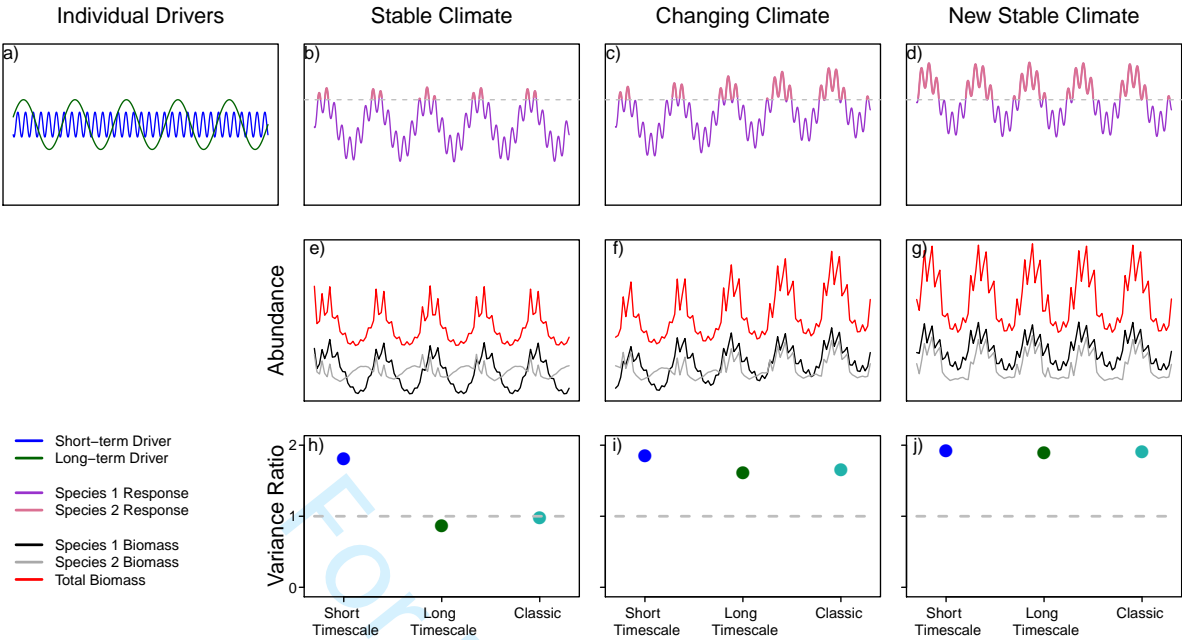 Individual Drivers
Stable Climate
Changing Climate
New Stable Climate
a)
b)
c)
d)
Abundance
e)
f)
g)
Short-term Driver
Long-term Driver
Species 1 Response
Species 2 Response
Species 1 Biomass
Species 2 Biomass
Total Biomass
Variance Ratio
2
1
0
h)
i)
j)
Short
Timescale
Long
Timescale
Classic
Short
Timescale
Long
Timescale
Classic
Short
Timescale
Long
Timescale
Classic
For